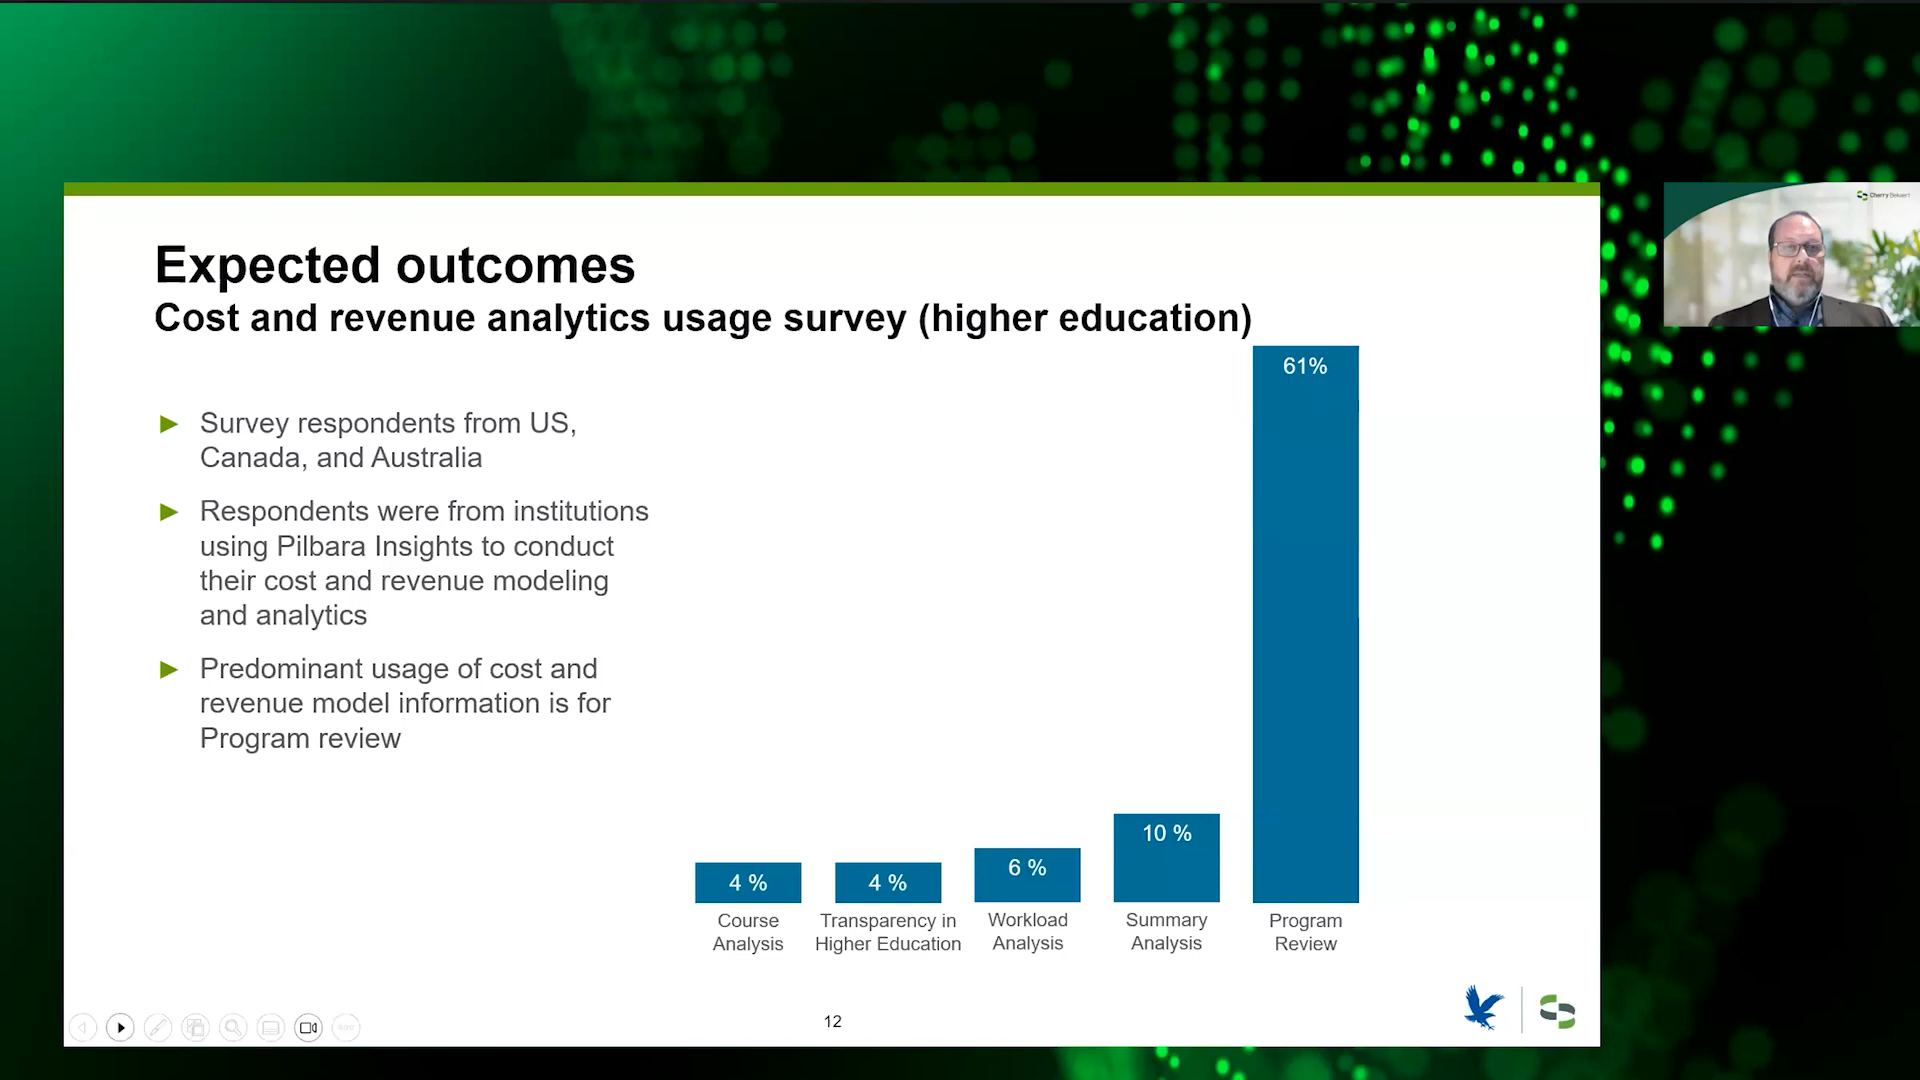 Cherry Bekaert
Expected outcomes
Cost and revenue analytics usage survey (higher education)
► Survey respondents from US,
Canada, and Australia
► Respondents were from institutions
using Pilbara Insights to conduct
their cost and revenue modeling
and analytics
► Predominant usage of cost and
revenue model information is for
Program review
61%
10 %
6 %
4 %
4 %
Course
Analysis
Transparency in
Higher Education
Workload
Analysis
Summary
Analysis
Program
Review
12